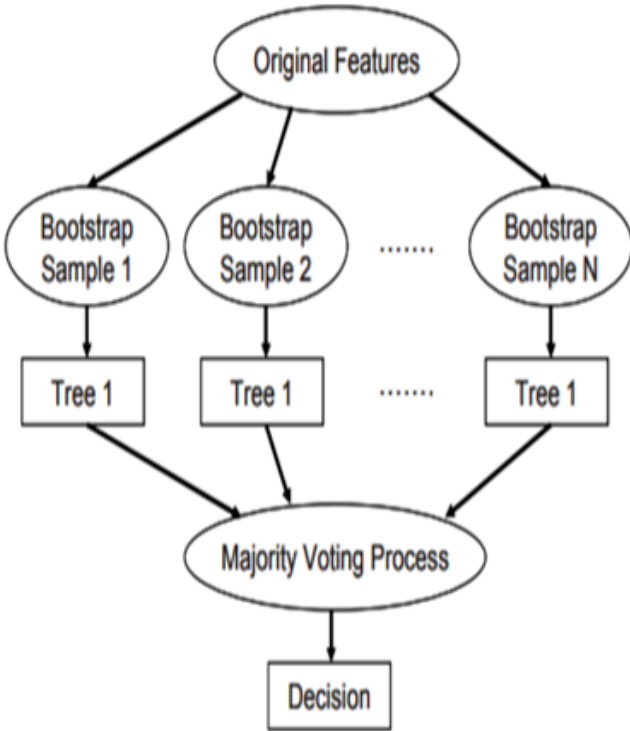 Original Features
Bootstrap
Sample 1
Bootstrap
Sample 2
.......
Bootstrap
Sample N
Tree 1
Tree 1
.......
Tree 1
Majority Voting Process
Decision